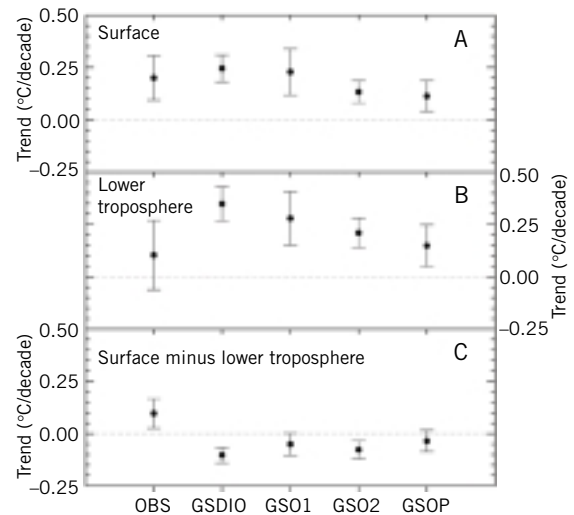 0.50
Surface
A
0.25
0.00
−0.25
Trend (°C/decade)
Lower
troposphere
B
0.50
0.25
0.00
−0.25
Trend (°C/decade)
0.50
Surface minus lower troposphere
C
0.25
0.00
−0.25
Trend (°C/decade)
OBS GSDIO GSO1 GSO2 GSOP